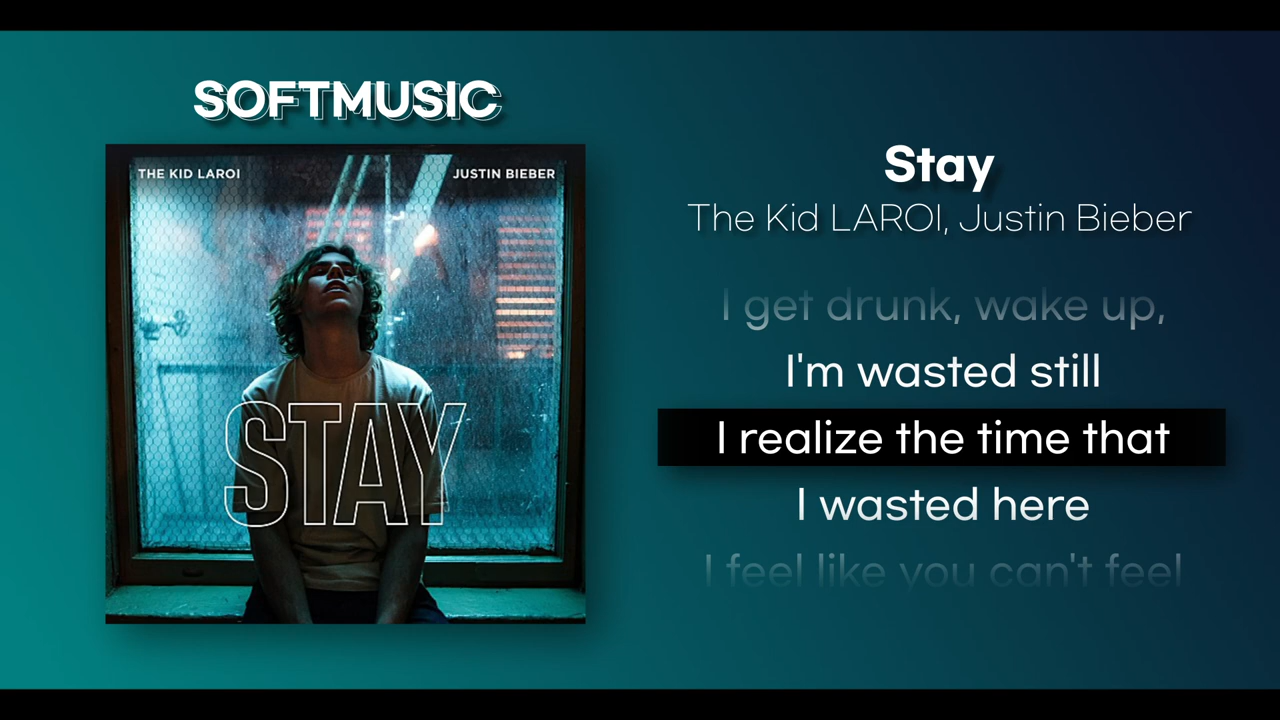 SOFTMUSIC
THE KID LAROI
JUSTIN BIEBER
STAY
Stay
The Kid LAROI, Justin Bieber
I get drunk, wake up,
I'm wasted still
I realize the time that
I wasted here
I feel like you can't feel